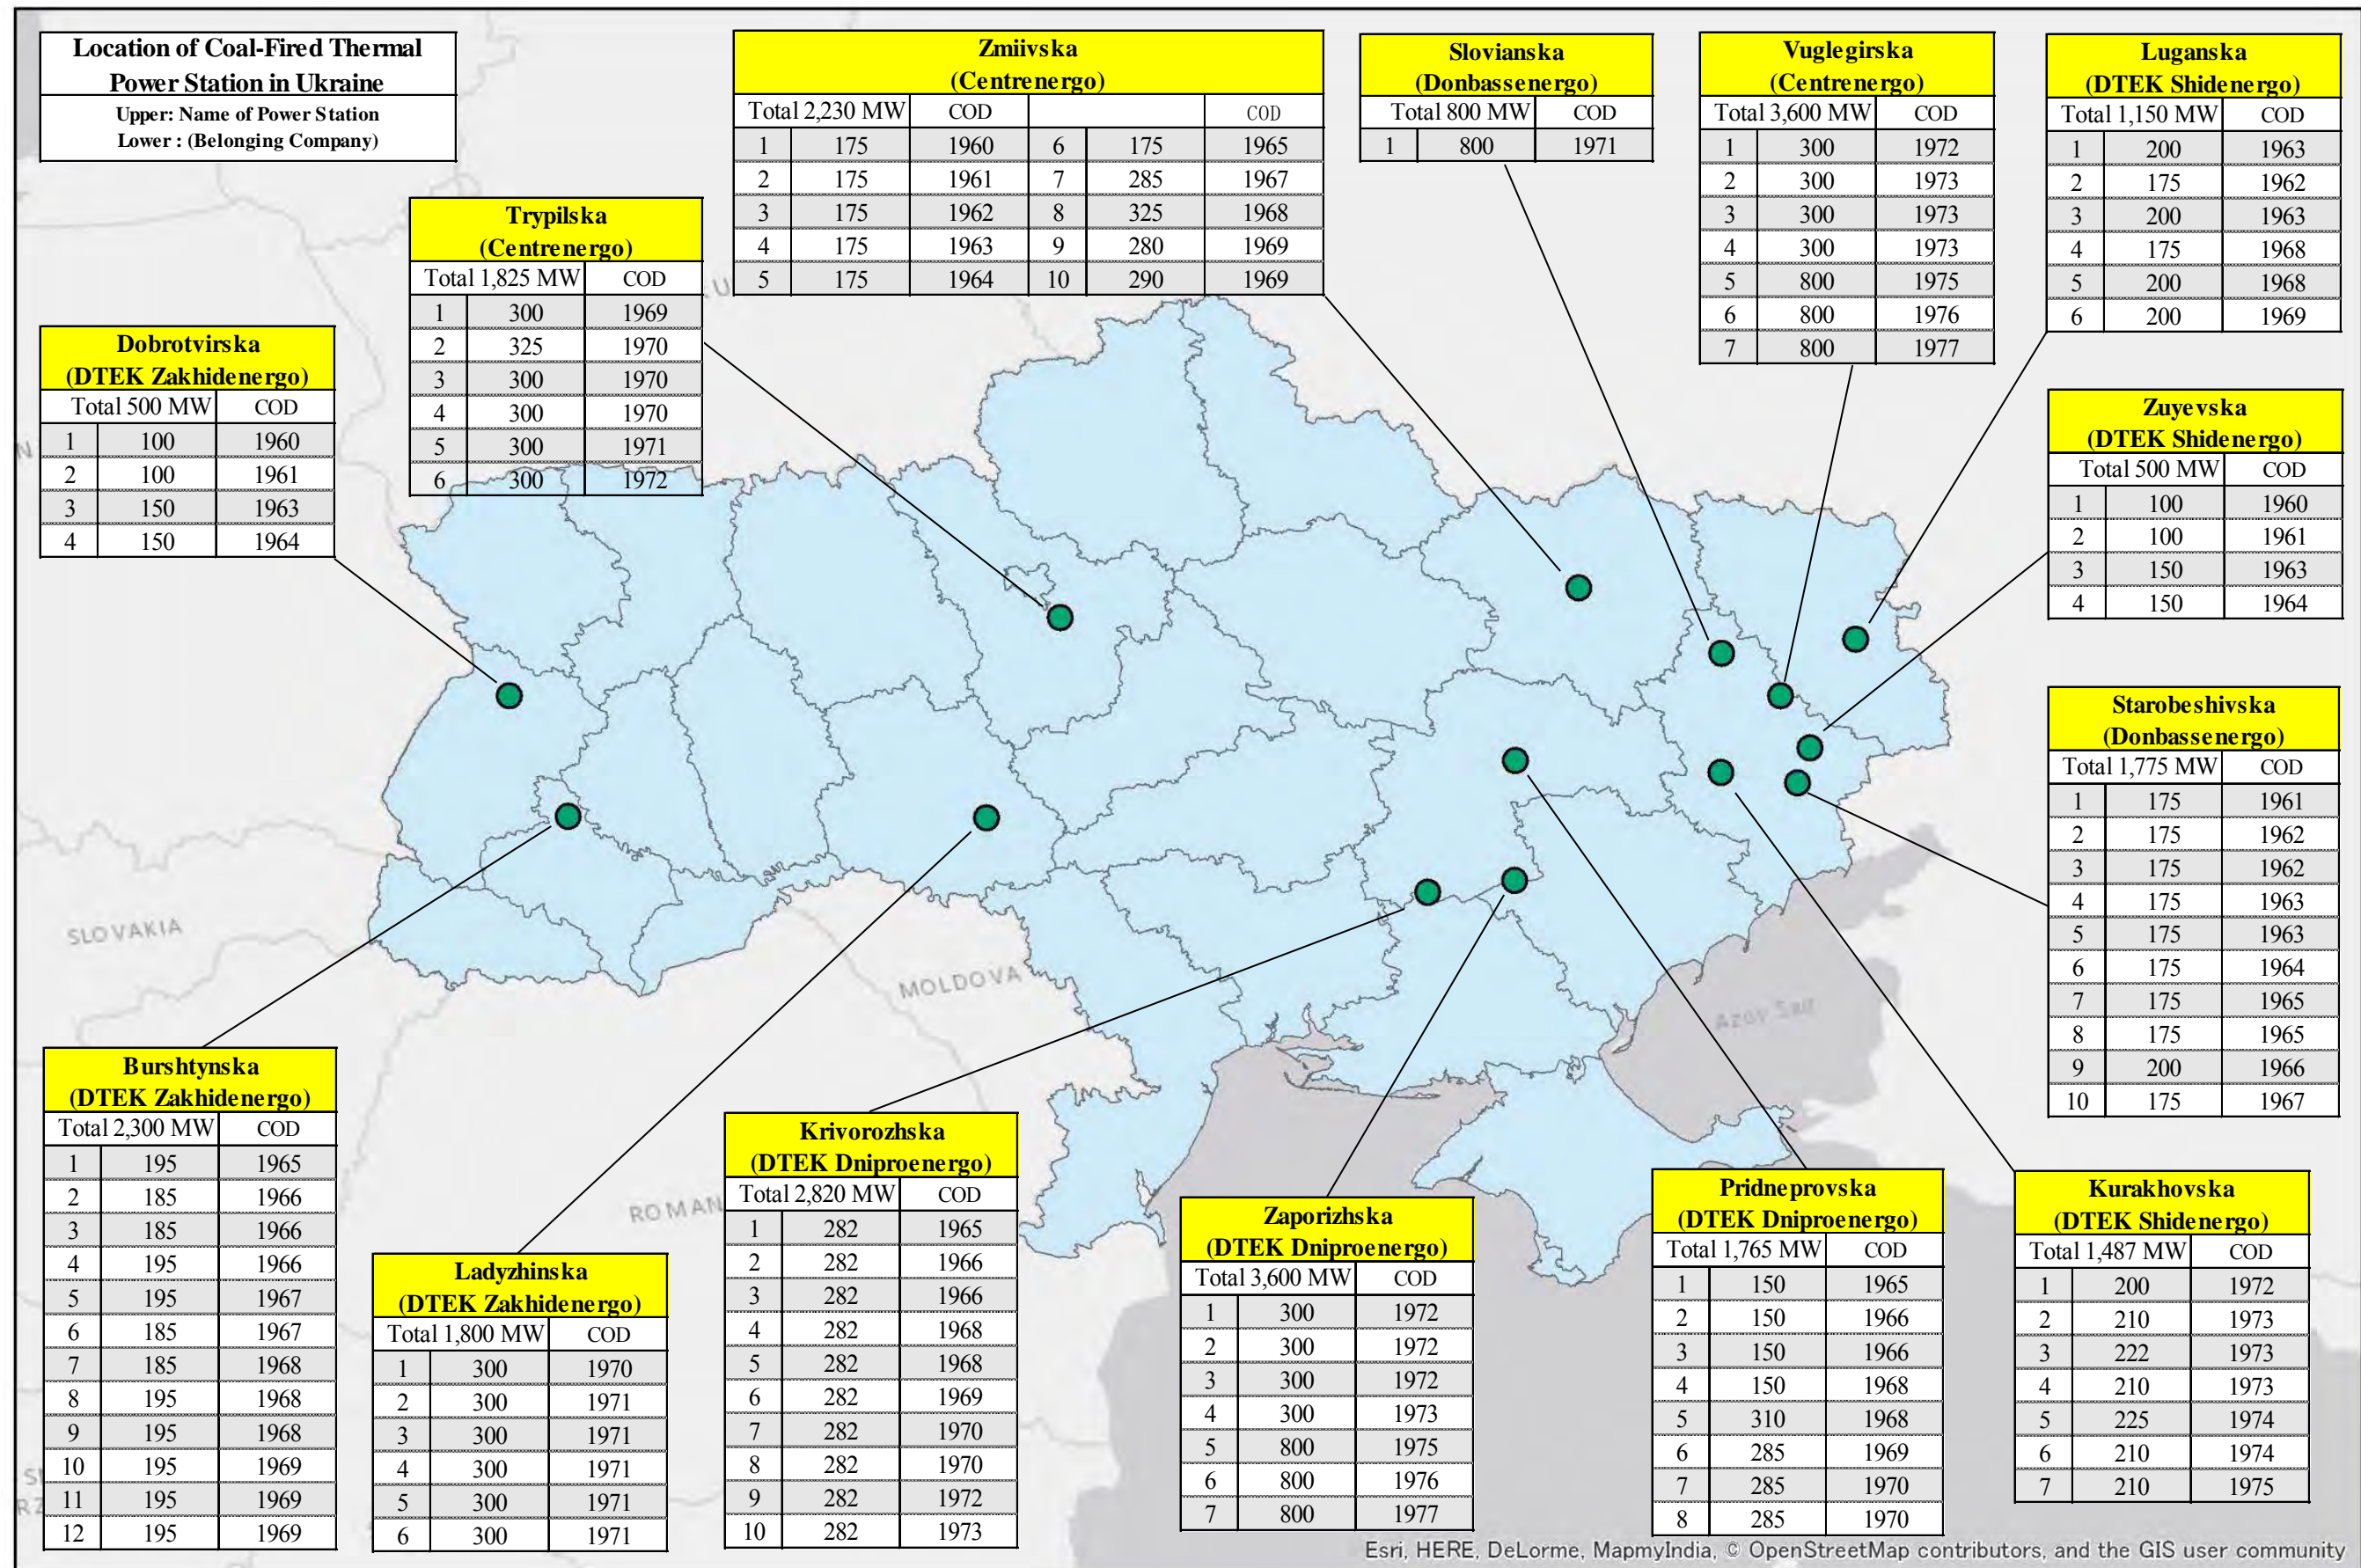 Location of Coal-Fired Thermal
Power Station in Ukraine
Upper: Name of Power Station
Lower : (Belonging Company)
Zmiivska
(Centrenergo)
Total 2,230 MW COD COD
1 175 1960 6 175 1965
2 175 1961 7 285 1967
3 175 1962 8 325 1968
4 175 1963 9 280 1969
5 175 1964 10 290 1969
Slovianska
(Donbassenergo)
Total 800 MW COD
1 800 1971
Vuglegirska
(Centrenergo)
Total 3,600 MW COD
1 300 1972
2 300 1973
3 300 1973
4 300 1973
5 800 1975
6 800 1976
7 800 1977
Luganska
(DTEK Shidenergo)
Total 1,150 MW COD
1 200 1963
2 175 1962
3 200 1963
4 175 1968
5 200 1968
6 200 1969
Trypilska
(Centrenergo)
Total 1,825 MW COD
1 300 1969
2 325 1970
3 300 1970
4 300 1970
5 300 1971
6 300 1972
Dobrotvirska
(DTEK Zakhidenergo)
Total 500 MW COD
1 100 1960
2 100 1961
3 150 1963
4 150 1964
Zuyevska
(DTEK Shidenergo)
Total 500 MW COD
1 100 1960
2 100 1961
3 150 1963
4 150 1964
Starobeshivska
(Donbassenergo)
Total 1,775 MW COD
1 175 1961
2 175 1962
3 175 1962
4 175 1963
5 175 1963
6 175 1964
7 175 1965
8 175 1965
9 200 1966
10 175 1967
SLOVAKIA
MOLDOVA
ROMAN
Burshtynska
(DTEK Zakhidenergo)
Total 2,300 MW COD
1 195 1965
2 185 1966
3 185 1966
4 195 1966
5 195 1967
6 185 1967
7 185 1968
8 195 1968
9 195 1968
10 195 1969
11 195 1969
12 195 1969
Ladyzhinska
(DTEK Zakhidenergo)
Total 1,800 MW COD
1 300 1970
2 300 1971
3 300 1971
4 300 1971
5 300 1971
6 300 1971
Krivorozhska
(DTEK Dniproenergo)
Total 2,820 MW COD
1 282 1965
2 282 1966
3 282 1966
4 282 1968
5 282 1968
6 282 1969
7 282 1970
8 282 1970
9 282 1972
10 282 1973
Zaporizhska
(DTEK Dniproenergo)
Total 3,600 MW COD
1 300 1972
2 300 1972
3 300 1972
4 300 1973
5 800 1975
6 800 1976
7 800 1977
Pridneprovska
(DTEK Dniproenergo)
Total 1,765 MW COD
1 150 1965
2 150 1966
3 150 1966
4 150 1968
5 310 1968
6 285 1969
7 285 1970
8 285 1970
Kurakhovska
(DTEK Shidenergo)
Total 1,487 MW COD
1 200 1972
2 210 1973
3 222 1973
4 210 1973
5 225 1974
6 210 1974
7 210 1975
Esri, HERE, DeLorme, MapmyIndia, © OpenStreetMap contributors, and the GIS user community